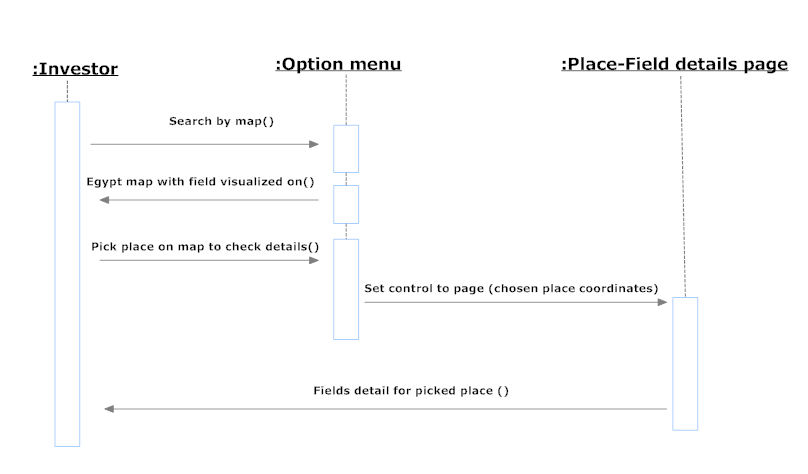 :Investor
:Option menu
:Place-Field details page
Search by map()
Egypt map with field visualized on()
Pick place on map to check details()
Set control to page (chosen place coordinates)
Fields detail for picked place ()